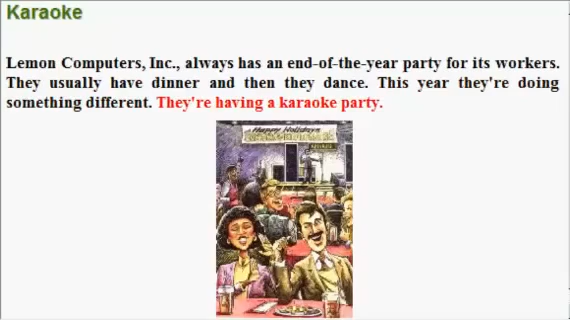 Karaoke
Lemon Computers, Inc., always has an end-of-the-year party for its workers.
They usually have dinner and then they dance. This year they're doing
something different. They're having a karaoke party.
Happy Holidays